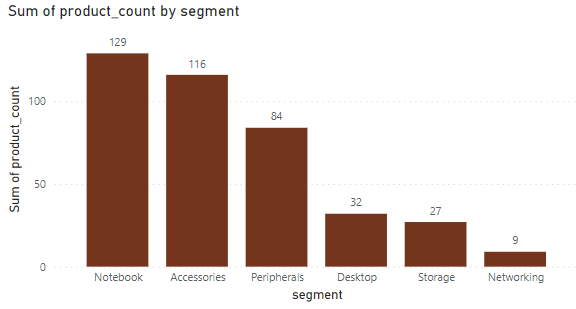 Sum of product_count by segment
129
116
84
32
27
9
100
50
0
Sum of product_count
Notebook Accessories Peripherals Desktop Storage Networking
segment